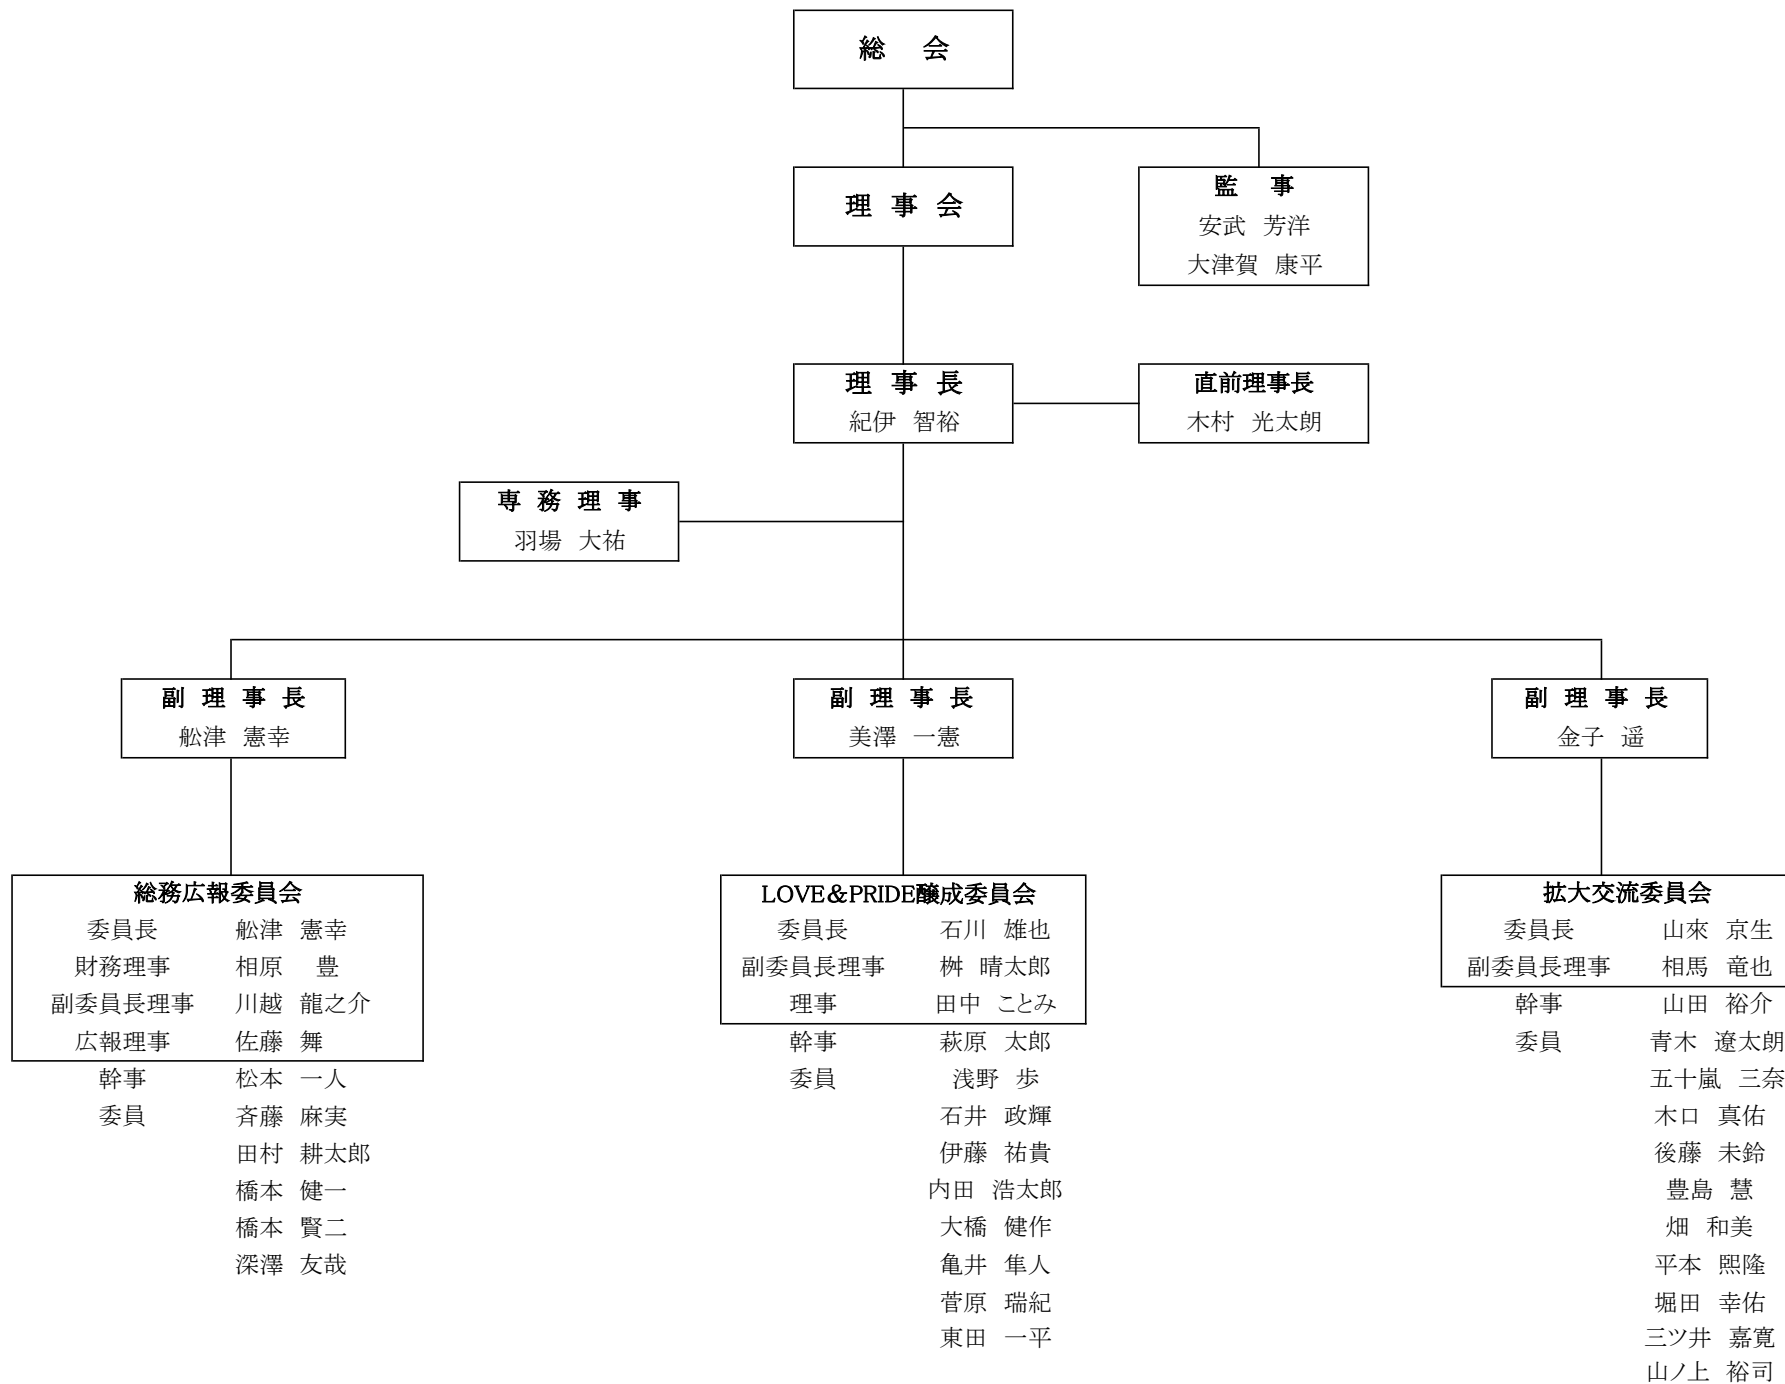 総 会
理 事 会
監 事
安武 芳洋
大津賀 康平
理 事 長
紀伊 智裕
直前理事長
木村 光太朗
専 務 理 事
羽場 大祐
副 理 事 長
舩津 憲幸
副 理 事 長
美澤 一憲
副 理 事 長
金子 遥
総務広報委員会
委員長 舩津 憲幸
財務理事 相原 豊
副委員長理事 川越 龍之介
広報理事 佐藤 舞
幹事 松本 一人
委員 斉藤 麻実
田村 耕太郎
橋本 健一
橋本 賢二
深澤 友哉
LOVE＆PRIDE醸成委員会
委員長 石川 雄也
副委員長理事 桝 晴太郎
理事 田中 ことみ
幹事 萩原 太郎
委員 浅野 歩
石井 政輝
伊藤 祐貴
内田 浩太郎
大橋 健作
亀井 隼人
菅原 瑞紀
東田 一平
拡大交流委員会
委員長 山來 京生
副委員長理事 相馬 竜也
幹事 山田 裕介
委員 青木 遼太朗
五十嵐 三奈
木口 真佑
後藤 未鈴
豊島 慧
畑 和美
平本 熙隆
堀田 幸佑
三ツ井 嘉寛
山ノ上 裕司